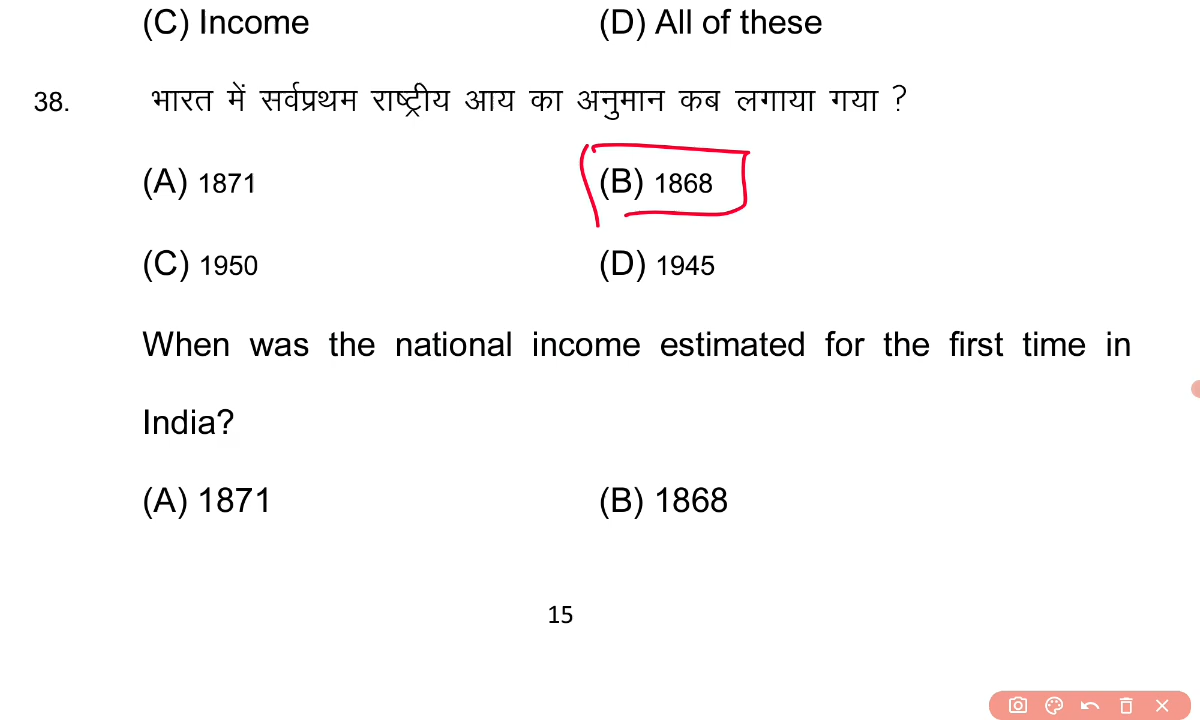 (C) Income (D) All of these
38. भारत में सर्वप्रथम राष्ट्रीय आय का अनुमान कब लगाया गया ?
(A) 1871 (B) 1868
(C) 1950 (D) 1945
When was the national income estimated for the first time in
India?
(A) 1871 (B) 1868
15